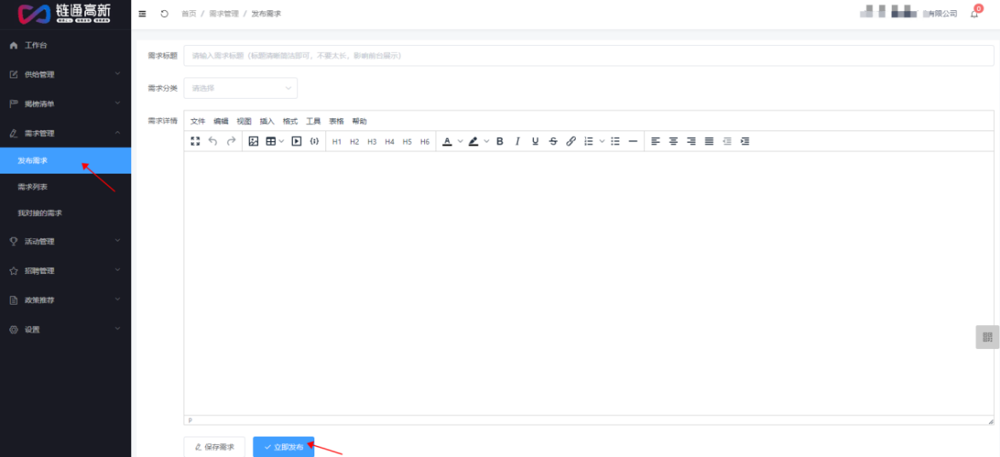 链通高新
首页 / 需求管理 / 发布需求
有限公司
0
工作台
供给管理
揭榜清单
需求管理
发布需求
需求列表
我对接的需求
活动管理
招聘管理
政策推荐
设置
需求标题
请输入需求标题（标题清晰简洁即可，不要太长，影响前台展示）
需求分类
请选择
需求详情
文件 编辑 视图 插入 格式 工具 表格 帮助
H1 H2 H3 H4 H5 H6 A B I U S
P
保存需求
立即发布